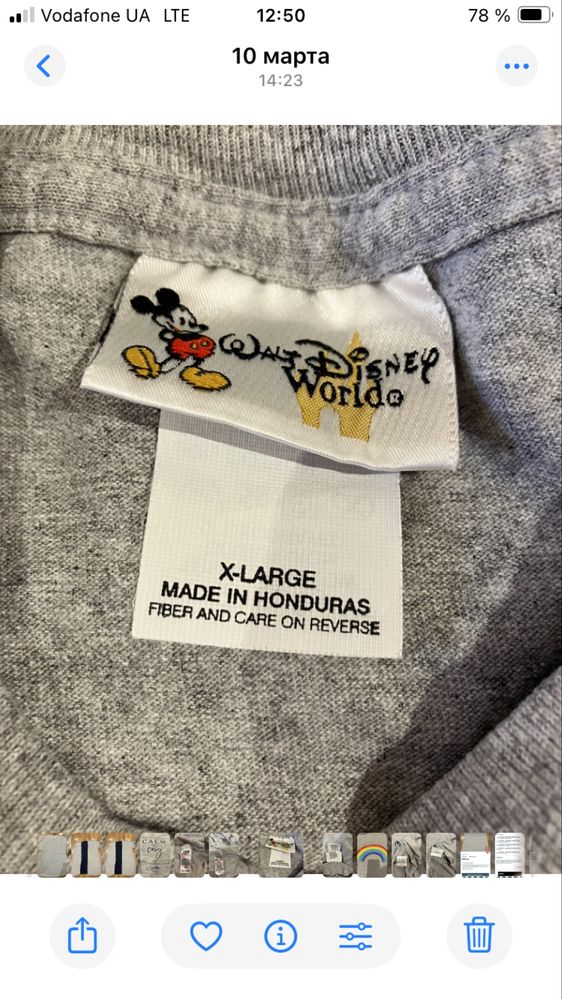 Vodafone UA LTE 12:50 78 %
10 марта
14:23
Walt Disney
World®
X-LARGE
MADE IN HONDURAS
FIBER AND CARE ON REVERSE
CALM